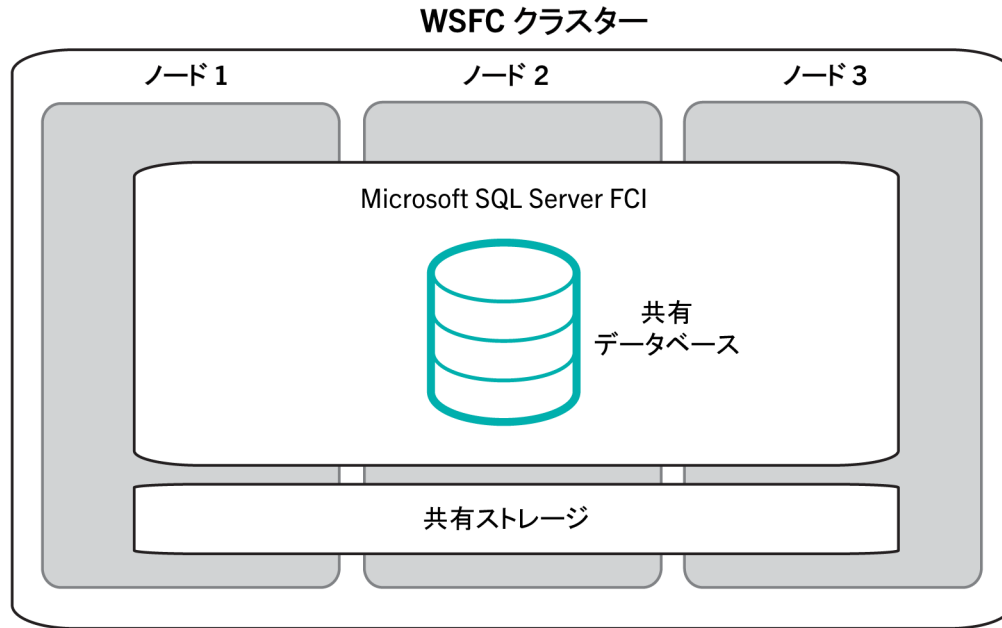 WSFC クラスター
ノード 1
ノード 2
ノード 3
Microsoft SQL Server FCI
共有
データベース
共有ストレージ